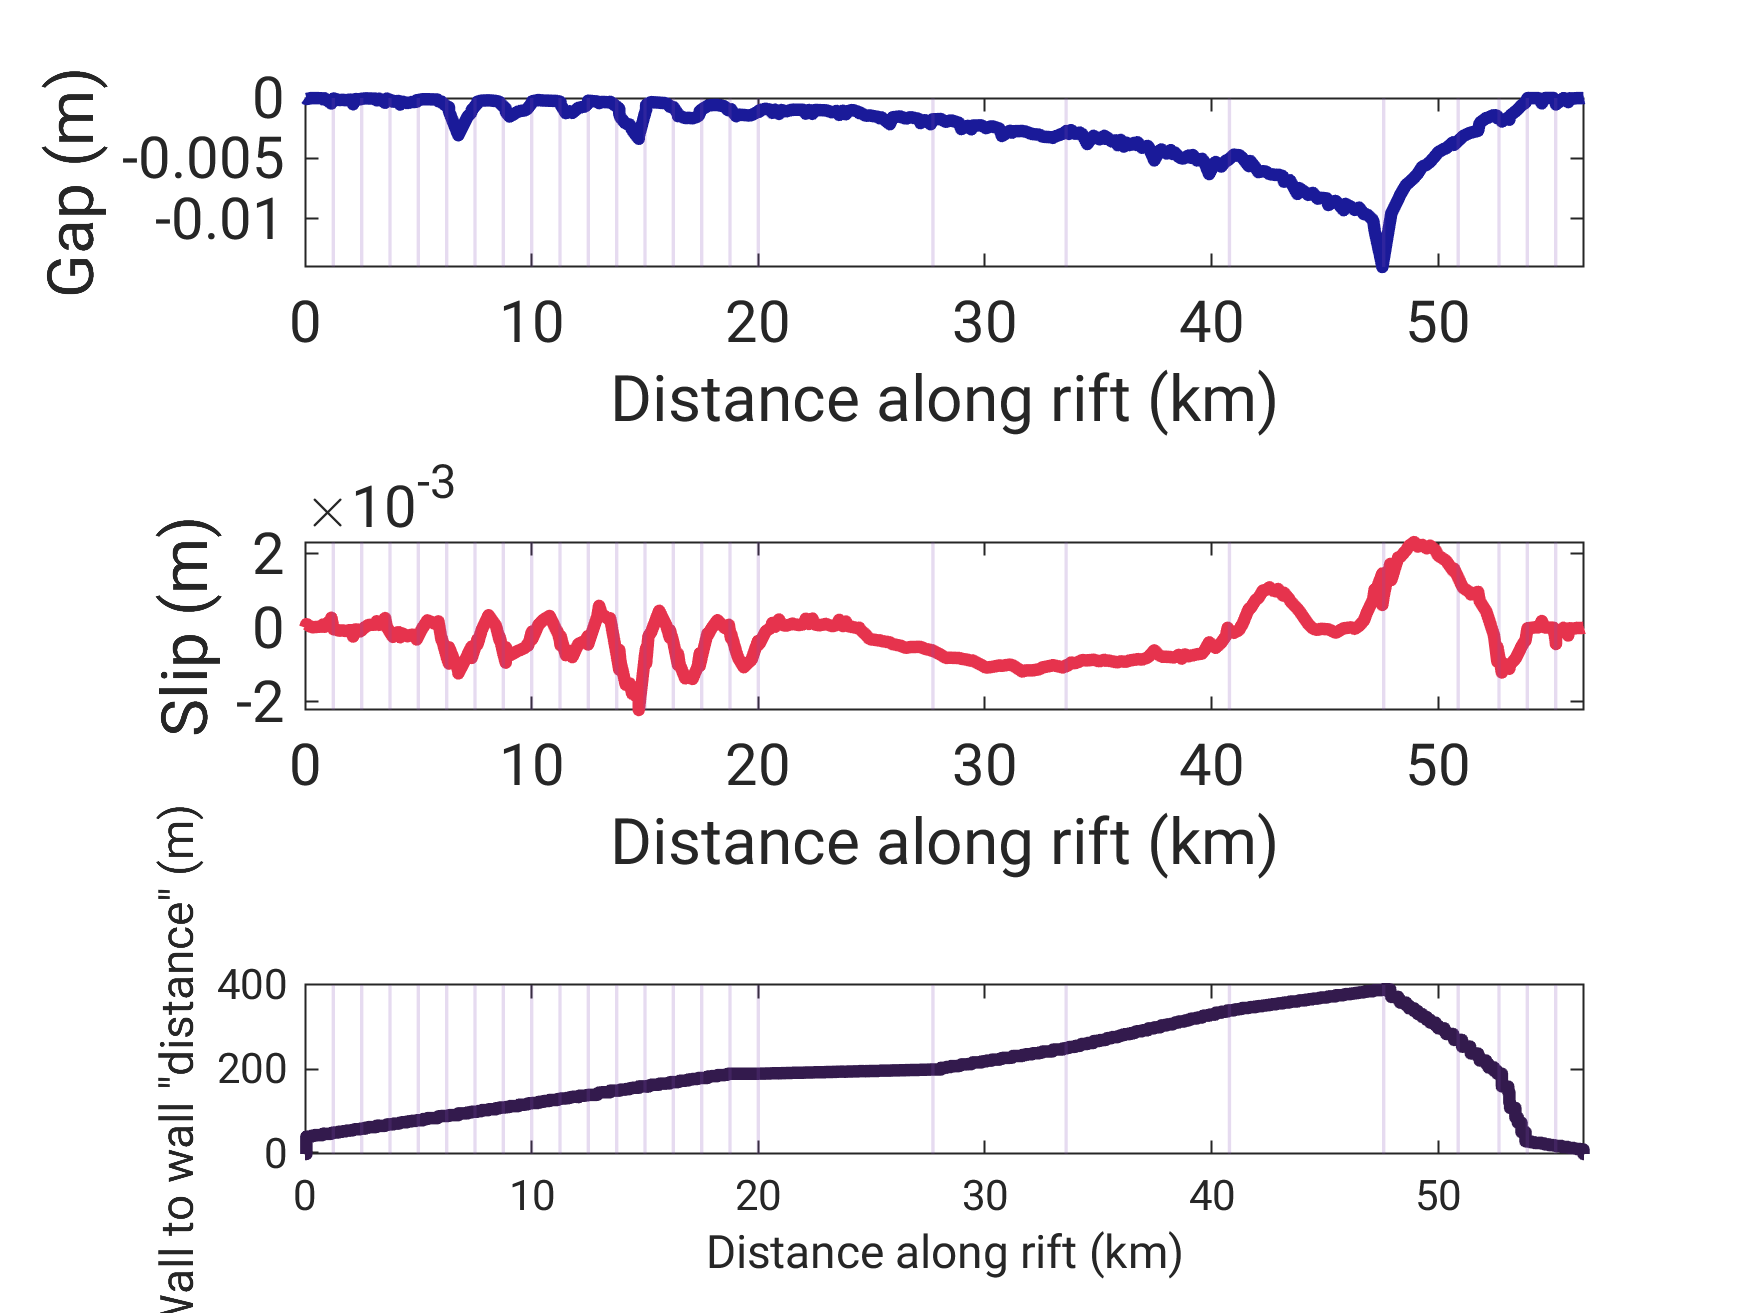 Gap (m)
0
-0.005
-0.01
0 10 20 30 40 50
Distance along rift (km)
×10-3
Slip (m)
2
0
-2
0 10 20 30 40 50
Distance along rift (km)
Wall to wall "distance" (m)
400
200
0
0 10 20 30 40 50
Distance along rift (km)